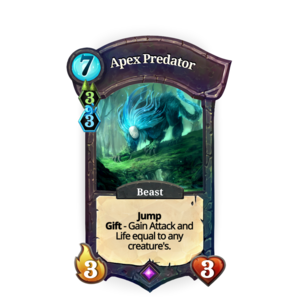 7
Apex Predator
3
3
Beast
Jump
Gift - Gain Attack and
Life equal to any
creature's.
3
3